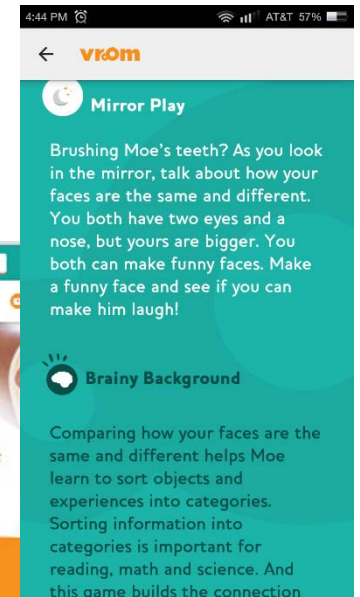 4:44 PM AT&T 57%
vroom
Mirror Play
Brushing Moe's teeth? As you look
in the mirror, talk about how your
faces are the same and different.
You both have two eyes and a
nose, but yours are bigger. You
both can make funny faces. Make
a funny face and see if you can
make him laugh!
Brainy Background
Comparing how your faces are the
same and different helps Moe
learn to sort objects and
experiences into categories.
Sorting information into
categories is important for
reading, math and science. And
this game builds the connection